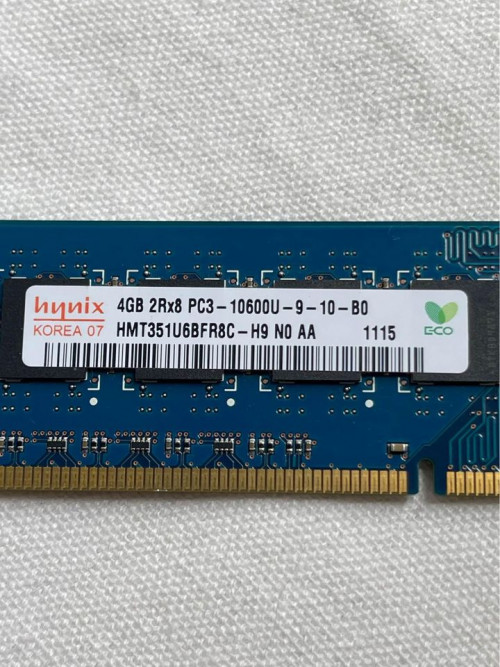 hynix 4GB 2Rx8 PC3-10600U-9-10-B0
KOREA 07 HMT351U6BFR8C-H9 N0 AA 1115
ECO